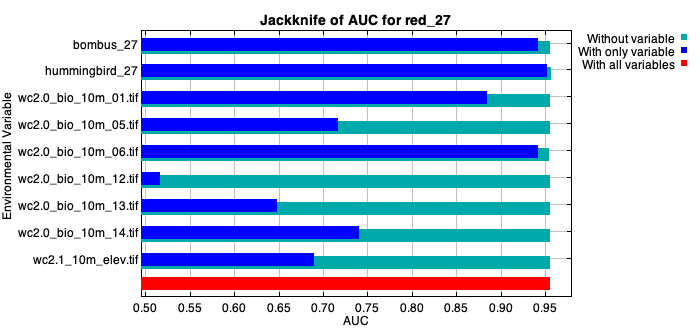 Jackknife of AUC for red_27
Without variable
With only variable
With all variables
Environmental Variable
bombus_27
hummingbird_27
wc2.0_bio_10m_01.tif
wc2.0_bio_10m_05.tif
wc2.0_bio_10m_06.tif
wc2.0_bio_10m_12.tif
wc2.0_bio_10m_13.tif
wc2.0_bio_10m_14.tif
wc2.1_10m_elev.tif
0.50 0.55 0.60 0.65 0.70 0.75 0.80 0.85 0.90 0.95
AUC